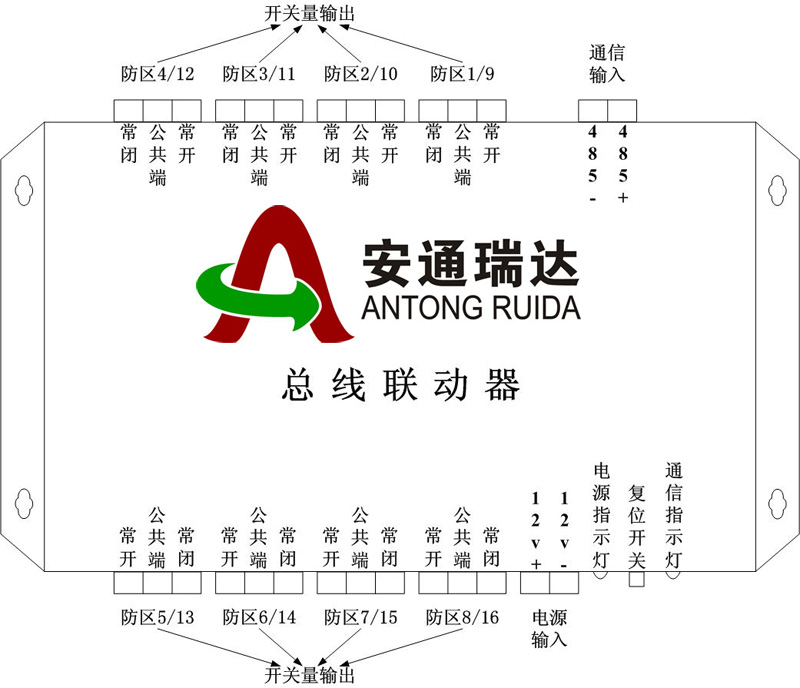 开关量输出
防区4/12 防区3/11 防区2/10 防区1/9
通信
输入
常闭 公共端 常开 常闭 公共端 常开 常闭 公共端 常开 常闭 公共端 常开
485- 485+
安通瑞达
ANTONG RUIDA
总线联动器
常开 公共端 常闭 常开 公共端 常闭 常开 公共端 常闭 常开 公共端 常闭
12v+ 12v- 电源指示灯 复位开关 通信指示灯
防区5/13 防区6/14 防区7/15 防区8/16
电源
输入
开关量输出